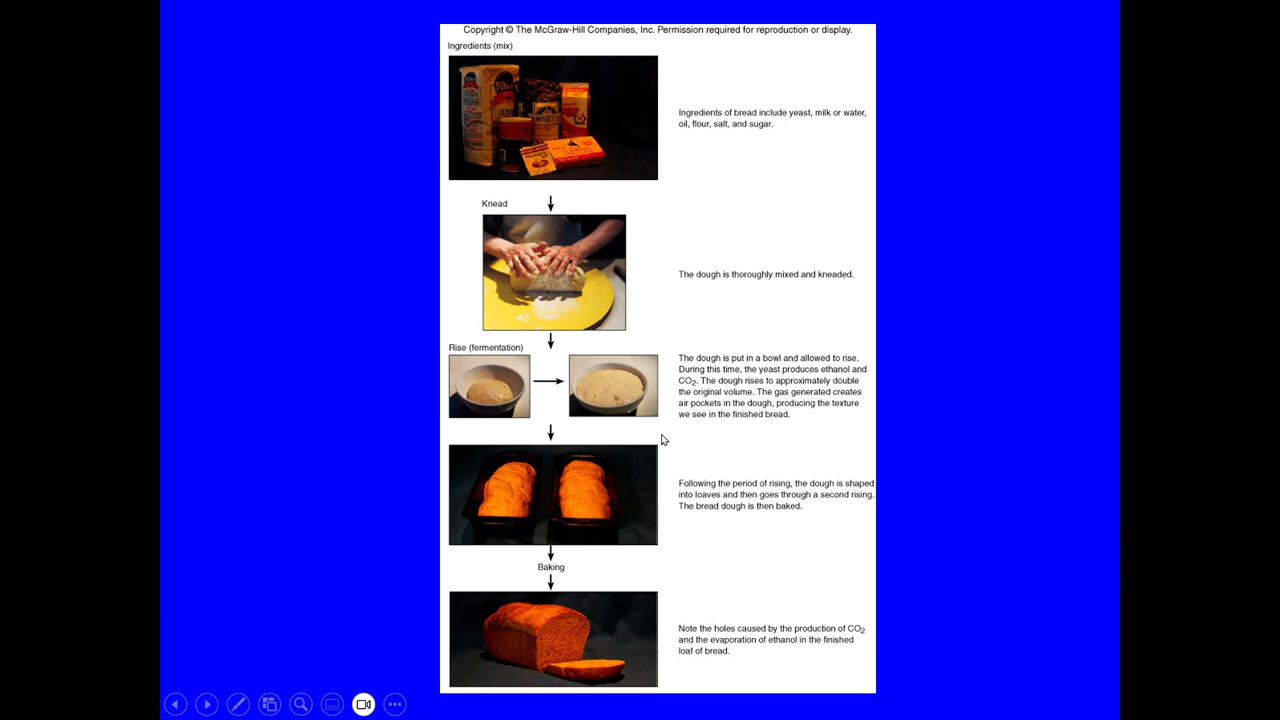 Copyright © The McGraw-Hill Companies, Inc. Permission required for reproduction or display.
Ingredients (mix)
Ingredients of bread include yeast, milk or water,
oil, flour, salt, and sugar.
Knead
The dough is thoroughly mixed and kneaded.
Rise (fermentation)
The dough is put in a bowl and allowed to rise.
During this time, the yeast produces ethanol and
CO₂. The dough rises to approximately double
the original volume. The gas generated creates
air pockets in the dough, producing the texture
we see in the finished bread.
Following the period of rising, the dough is shaped
into loaves and then goes through a second rising.
The bread dough is then baked.
Baking
Note the holes caused by the production of CO₂
and the evaporation of ethanol in the finished
loaf of bread.